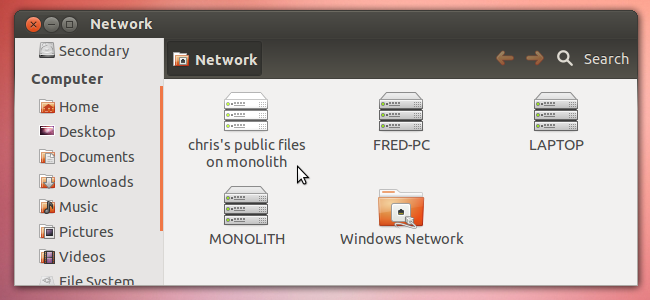 Network
Secondary
Computer
Home
Desktop
Documents
Downloads
Music
Pictures
Videos
File System
Network
Search
chris's public files
on monolith
FRED-PC
LAPTOP
MONOLITH
Windows Network